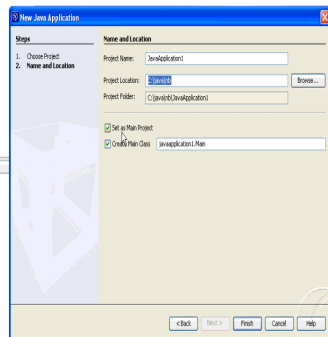 New Java Application
Steps
1. Choose Project
2. Name and Location
Name and Location
Project Name: JavaApplication1
Project Location: C:\java\nb Browse...
Project Folder: C:\java\nb\JavaApplication1
Set as Main Project
Create Main Class javaapplication1.Main
< Back Next > Finish Cancel Help